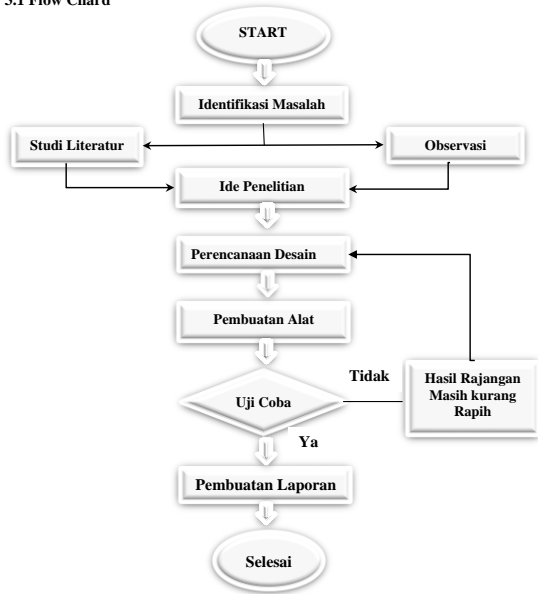 3.1 Flow Chard
START
Identifikasi Masalah
Studi Literatur
Observasi
Ide Penelitian
Perencanaan Desain
Pembuatan Alat
Uji Coba
Tidak
Hasil Rajangan
Masih kurang
Rapih
Ya
Pembuatan Laporan
Selesai